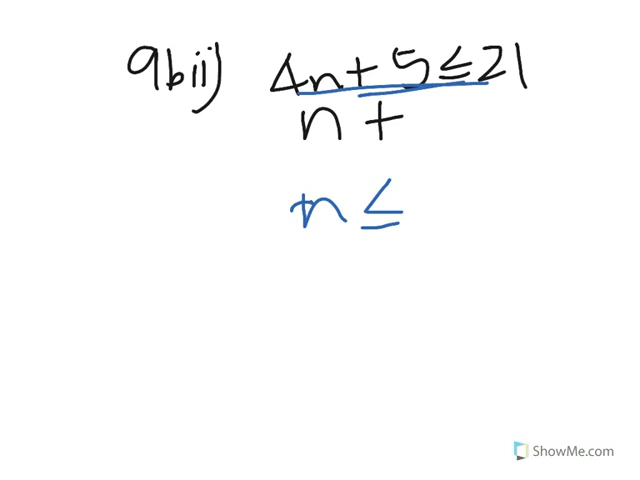 9bii) 4n + 5 ≤ 21
n +
n ≤
ShowMe.com